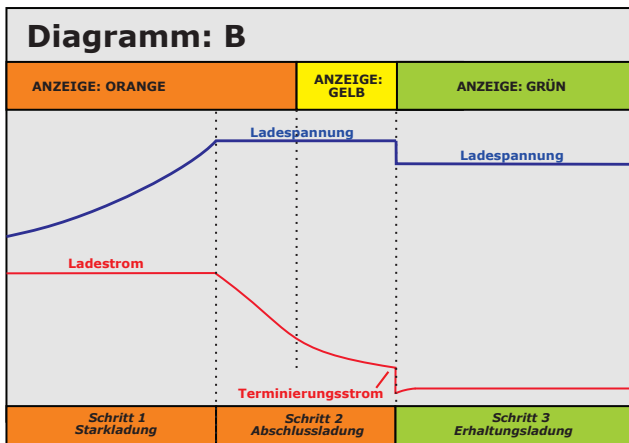 Diagramm: B
ANZEIGE: ORANGE
ANZEIGE:
GELB
ANZEIGE: GRÜN
Ladespannung
Ladespannung
Ladestrom
Terminierungsstrom
Schritt 1
Starkladung
Schritt 2
Abschlussladung
Schritt 3
Erhaltungsladung